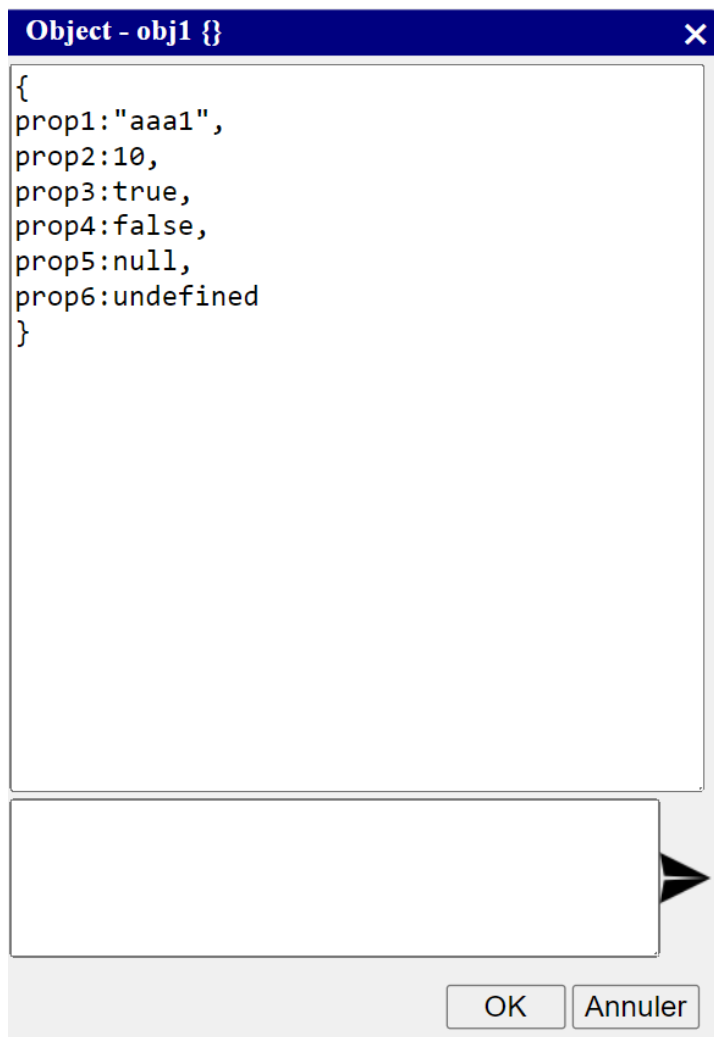 Object - obj1 {}
{
prop1:"aaa1",
prop2:10,
prop3:true,
prop4:false,
prop5:null,
prop6:undefined
}
OK
Annuler